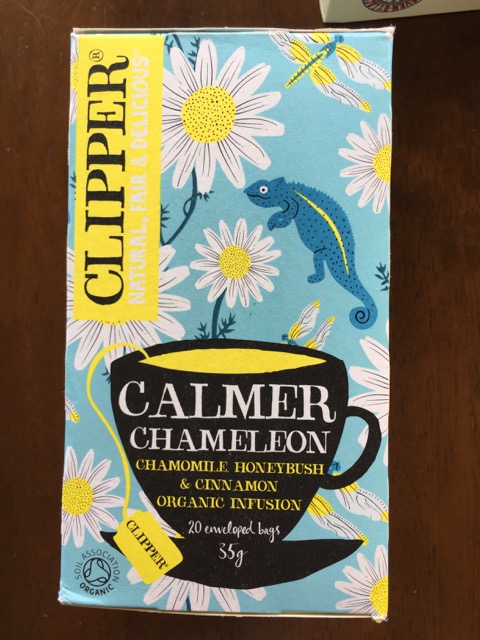 CLIPPER®
NATURAL, FAIR & DELICIOUS
CALMER
CHAMELEON
CHAMOMILE, HONEYBUSH
& CINNAMON
ORGANIC INFUSION
20 enveloped bags
35g
CLIPPER®
SOIL ASSOCIATION
ORGANIC